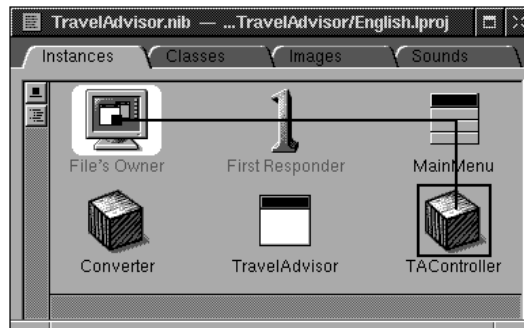 TravelAdvisor.nib — ...TravelAdvisor/English.lproj
Instances Classes Images Sounds
File's Owner First Responder MainMenu
Converter TravelAdvisor TAController